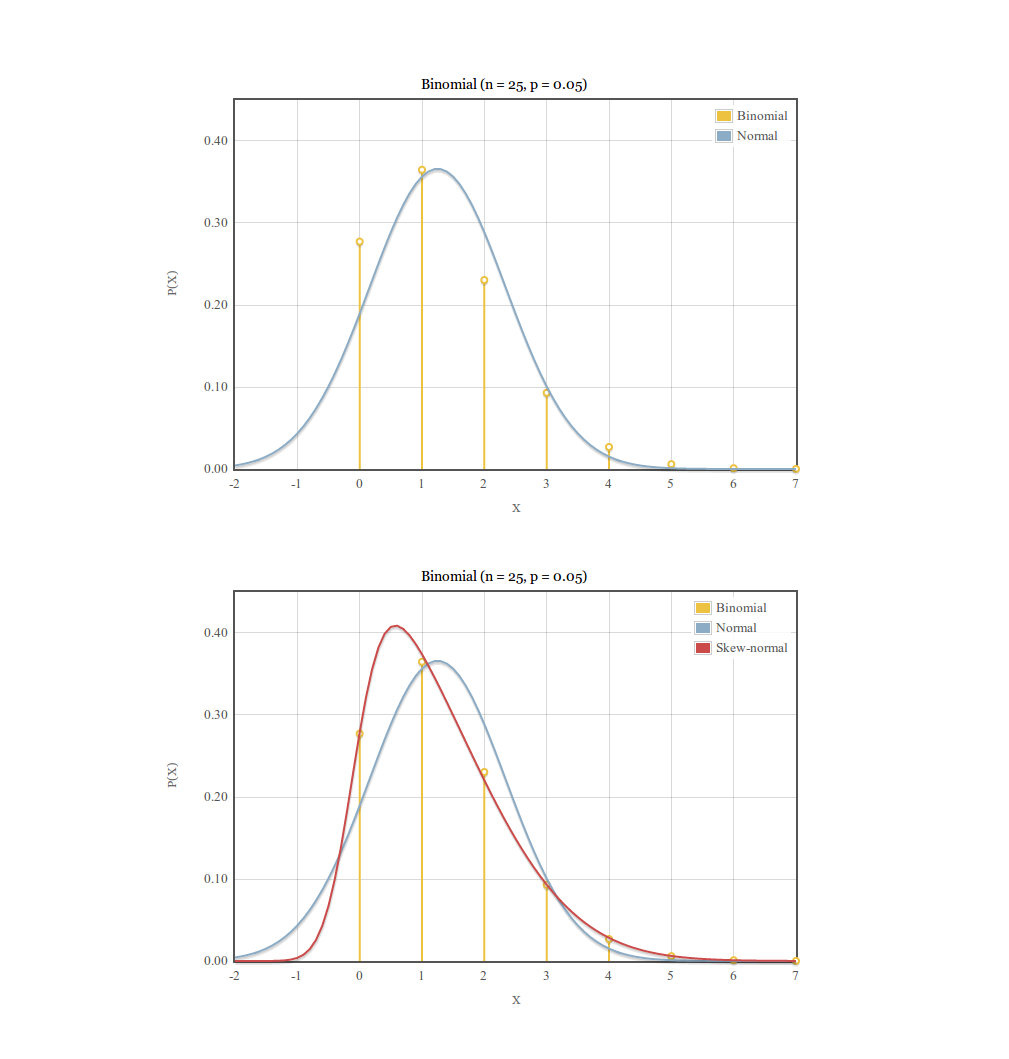 Binomial (n = 25, p = 0.05)
Binomial
Normal
0.40
0.30
0.20
0.10
0.00
P(X)
-2 -1 0 1 2 3 4 5 6 7
X
Binomial (n = 25, p = 0.05)
Binomial
Normal
Skew-normal
0.40
0.30
0.20
0.10
0.00
P(X)
-2 -1 0 1 2 3 4 5 6 7
X